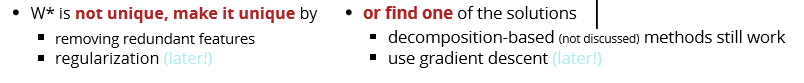 • W* is not unique, make it unique by
▪ removing redundant features
▪ regularization (later!)
• or find one of the solutions
▪ decomposition-based (not discussed) methods still work
▪ use gradient descent (later!)